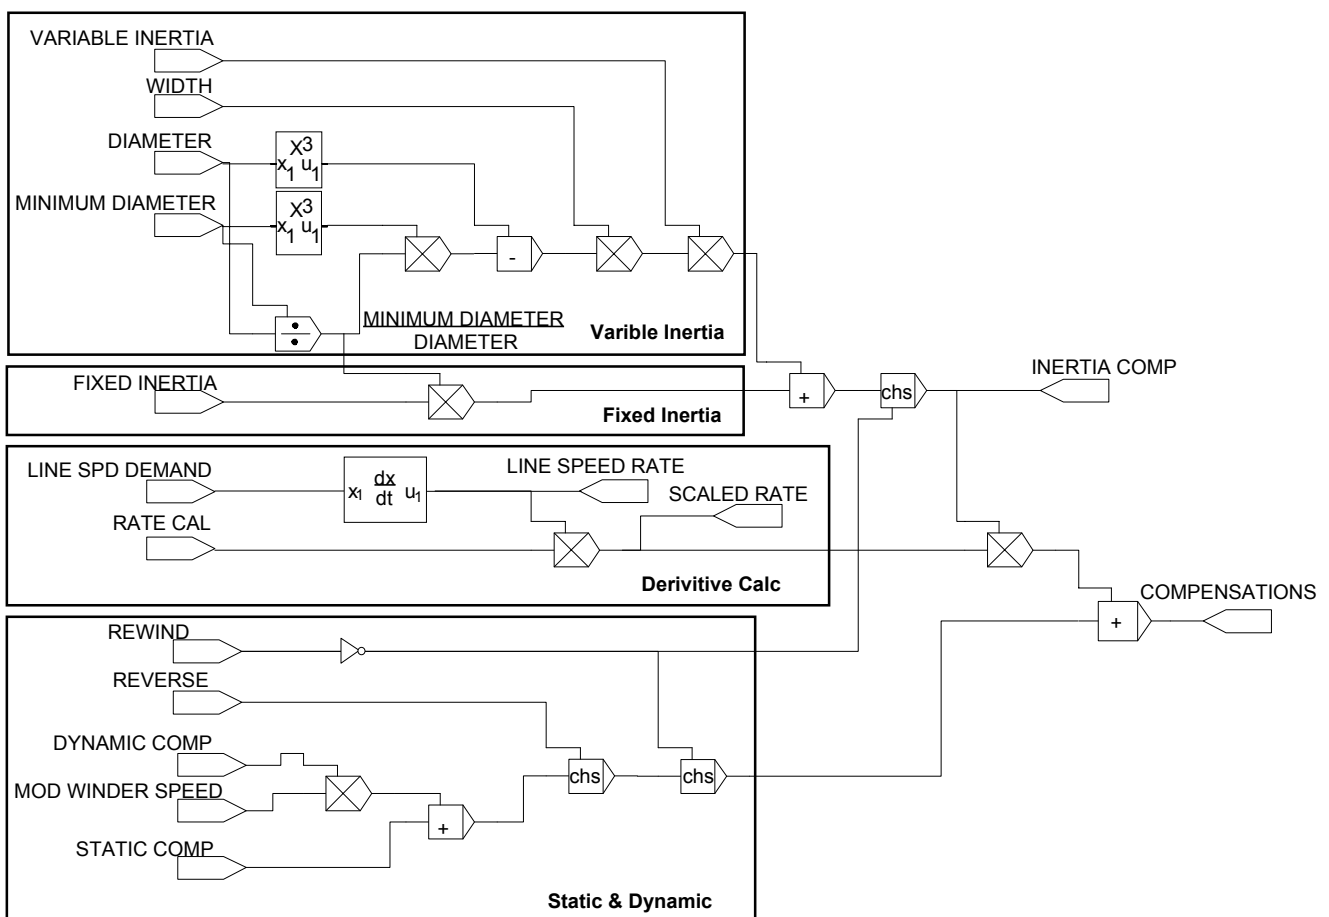 VARIABLE INERTIA
WIDTH
DIAMETER
X3
x1 u1
MINIMUM DIAMETER
X3
x1 u1
-
MINIMUM DIAMETER
DIAMETER
Varible Inertia
FIXED INERTIA
Fixed Inertia
+
chs
INERTIA COMP
LINE SPD DEMAND
x1 dx
dt u1
LINE SPEED RATE
SCALED RATE
RATE CAL
Derivitive Calc
+
COMPENSATIONS
REWIND
REVERSE
DYNAMIC COMP
MOD WINDER SPEED
chs
chs
+
STATIC COMP
Static & Dynamic